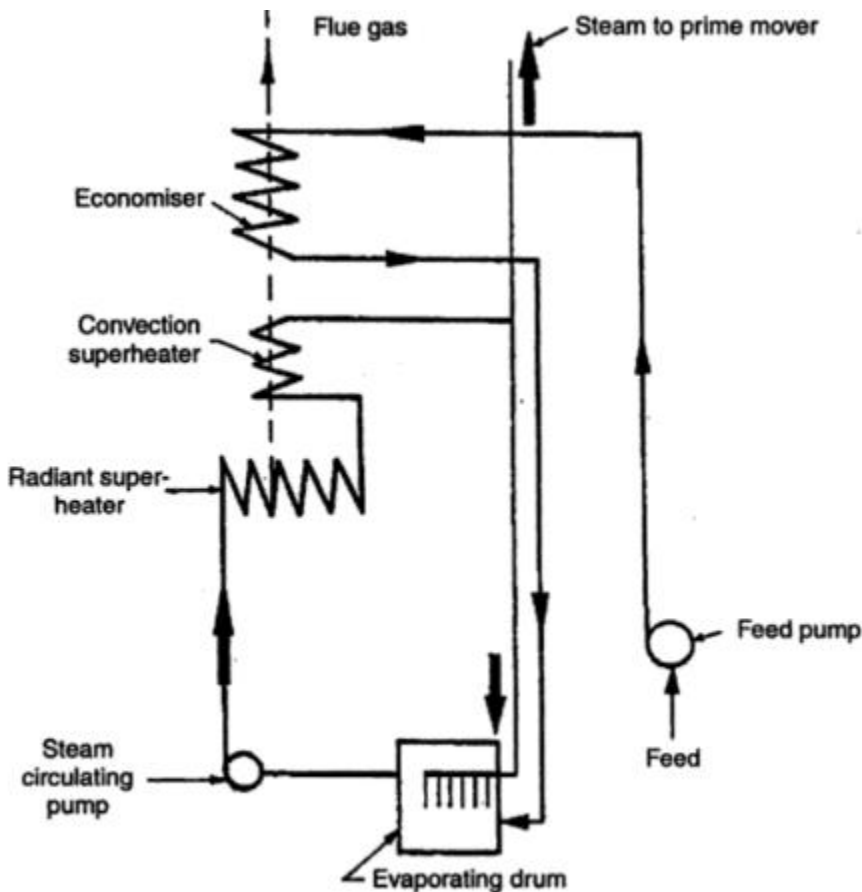 Flue gas
Steam to prime mover
Economiser
Convection
superheater
Radiant super-
heater
Feed pump
Feed
Steam
circulating
pump
Evaporating drum